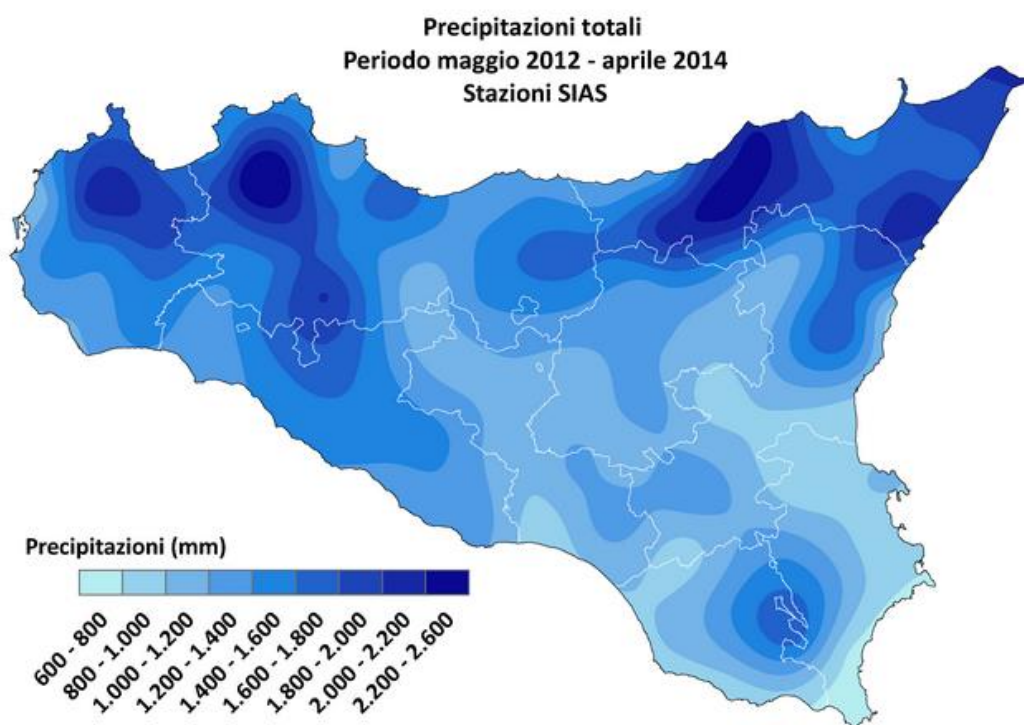 Precipitazioni totali
Periodo maggio 2012 - aprile 2014
Stazioni SIAS
Precipitazioni (mm)
600 - 800
800 - 1.000
1.000 - 1.200
1.200 - 1.400
1.400 - 1.600
1.600 - 1.800
1.800 - 2.000
2.000 - 2.200
2.200 - 2.600